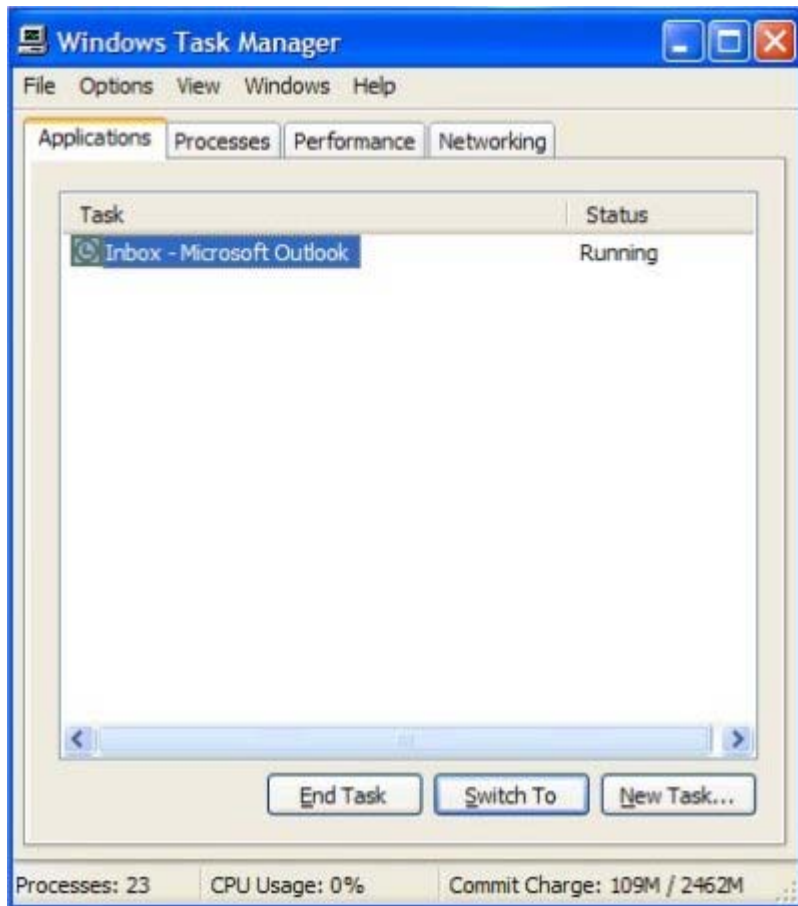 Windows Task Manager
File Options View Windows Help
Applications Processes Performance Networking
Task Status
Inbox - Microsoft Outlook Running
End Task Switch To New Task...
Processes: 23 CPU Usage: 0% Commit Charge: 109M / 2462M